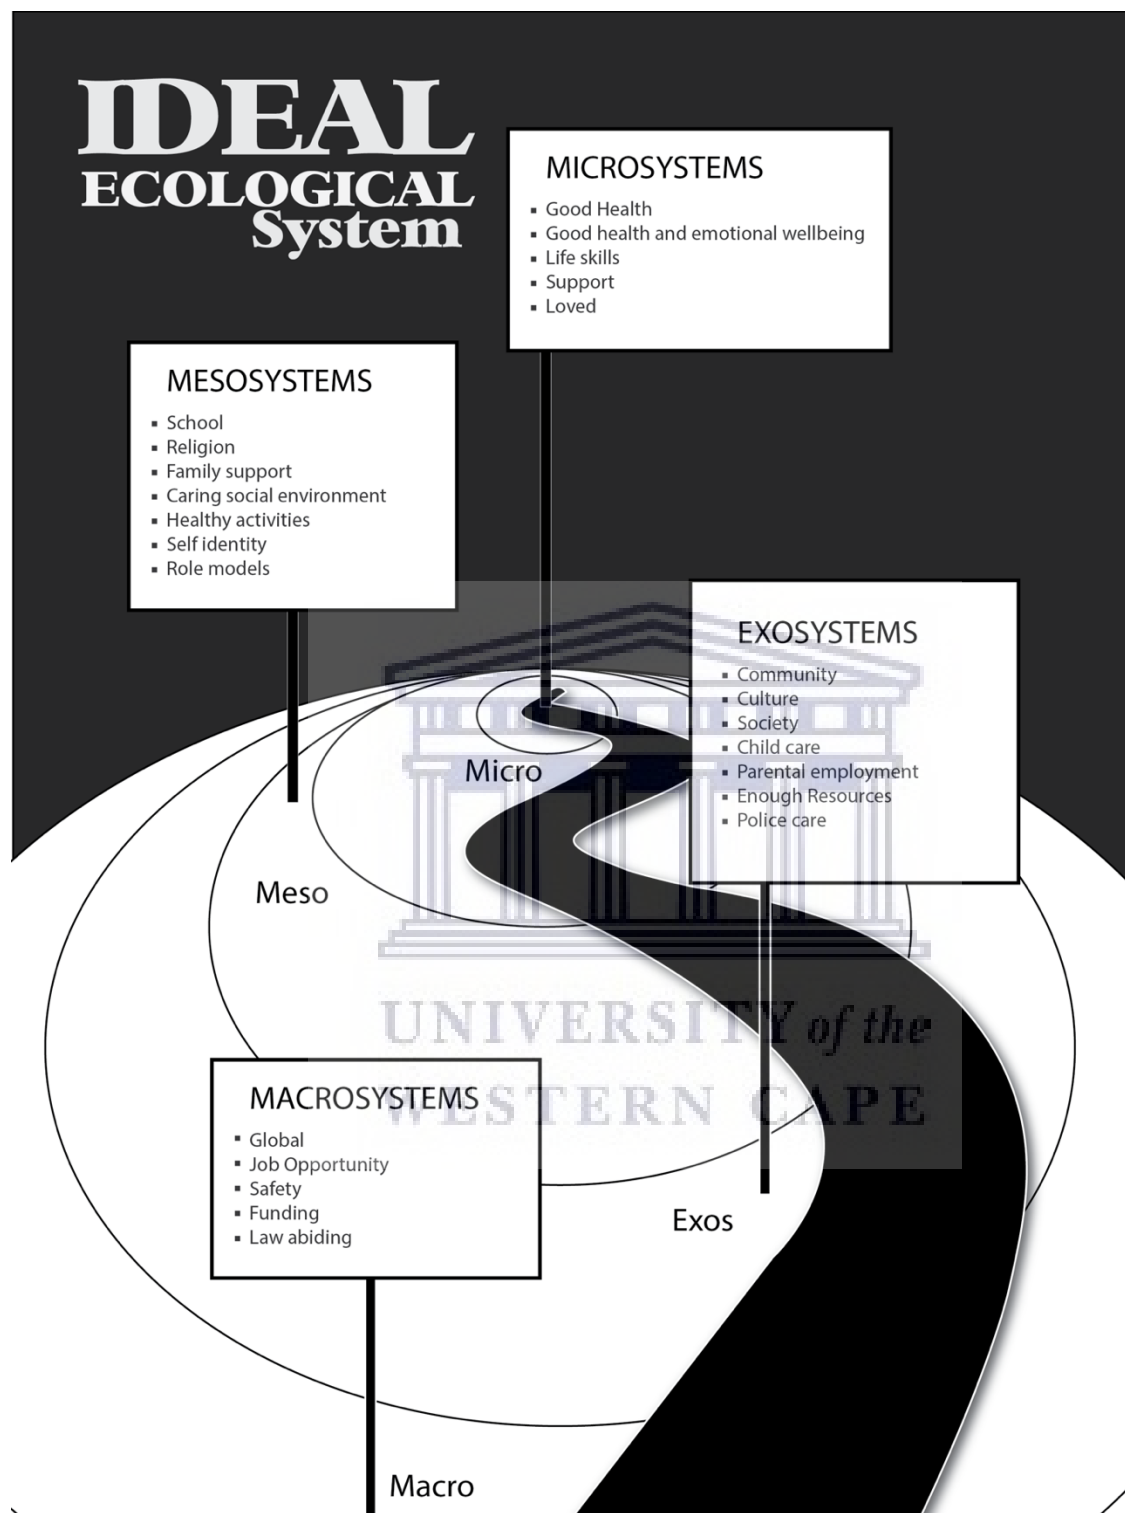 IDEAL
ECOLOGICAL
System
MICROSYSTEMS
▪ Good Health
▪ Good health and emotional wellbeing
▪ Life skills
▪ Support
▪ Loved
MESOSYSTEMS
▪ School
▪ Religion
▪ Family support
▪ Caring social environment
▪ Healthy activities
▪ Self identity
▪ Role models
EXOSYSTEMS
▪ Community
▪ Culture
▪ Society
▪ Child care
▪ Parental employment
▪ Enough Resources
▪ Police care
Micro
Meso
UNIVERSITY of the
WESTERN CAPE
MACROSYSTEMS
▪ Global
▪ Job Opportunity
▪ Safety
▪ Funding
▪ Law abiding
Exos
Macro